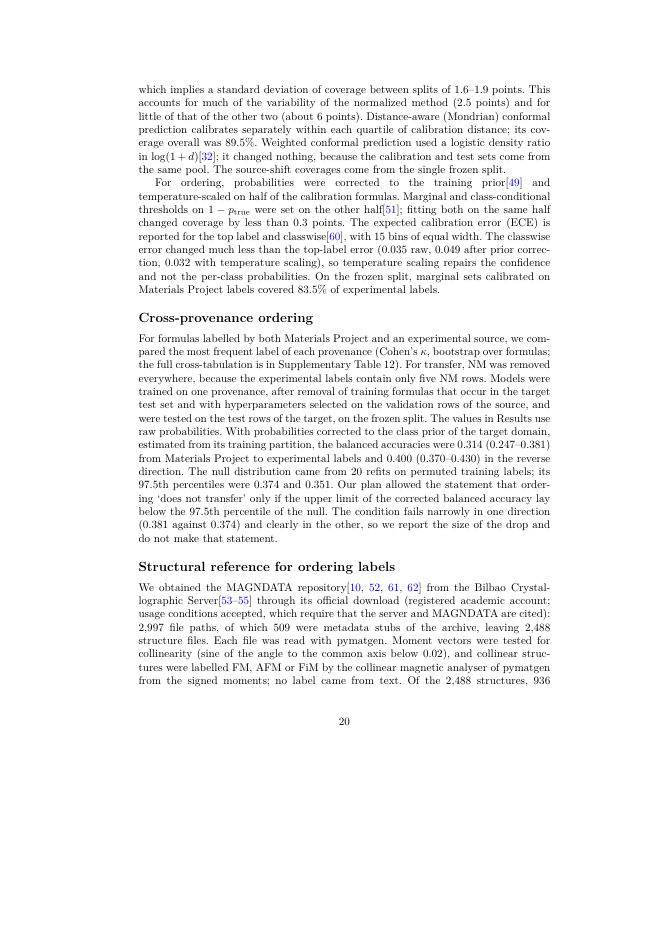 which implies a standard deviation of coverage between splits of 1.6–1.9 points. This
accounts for much of the variability of the normalized method (2.5 points) and for
little of that of the other two (about 6 points). Distance-aware (Mondrian) conformal
prediction calibrates separately within each quartile of calibration distance; its cov-
erage overall was 89.5%. Weighted conformal prediction used a logistic density ratio
in log(1 + d)[32]; it changed nothing, because the calibration and test sets come from
the same pool. The source-shift coverages come from the single frozen split.
For ordering, probabilities were corrected to the training prior[49] and
temperature-scaled on half of the calibration formulas. Marginal and class-conditional
thresholds on 1 − p_true were set on the other half[51]; fitting both on the same half
changed coverage by less than 0.3 points. The expected calibration error (ECE) is
reported for the top label and classwise[60], with 15 bins of equal width. The classwise
error changed much less than the top-label error (0.035 raw, 0.049 after prior correc-
tion, 0.032 with temperature scaling), so temperature scaling repairs the confidence
and not the per-class probabilities. On the frozen split, marginal sets calibrated on
Materials Project labels covered 83.5% of experimental labels.
Cross-provenance ordering
For formulas labelled by both Materials Project and an experimental source, we com-
pared the most frequent label of each provenance (Cohen's κ, bootstrap over formulas;
the full cross-tabulation is in Supplementary Table 12). For transfer, NM was removed
everywhere, because the experimental labels contain only five NM rows. Models were
trained on one provenance, after removal of training formulas that occur in the target
test set and with hyperparameters selected on the validation rows of the source, and
were tested on the test rows of the target, on the frozen split. The values in Results use
raw probabilities. With probabilities corrected to the class prior of the target domain,
estimated from its training partition, the balanced accuracies were 0.314 (0.247–0.381)
from Materials Project to experimental labels and 0.400 (0.370–0.430) in the reverse
direction. The null distribution came from 20 refits on permuted training labels; its
97.5th percentiles were 0.374 and 0.351. Our plan allowed the statement that order-
ing ‘does not transfer’ only if the upper limit of the corrected balanced accuracy lay
below the 97.5th percentile of the null. The condition fails narrowly in one direction
(0.381 against 0.374) and clearly in the other, so we report the size of the drop and
do not make that statement.
Structural reference for ordering labels
We obtained the MAGNDATA repository[10, 52, 61, 62] from the Bilbao Crystal-
lographic Server[53–55] through its official download (registered academic account;
usage conditions accepted, which require that the server and MAGNDATA are cited):
2,997 file paths, of which 509 were metadata stubs of the archive, leaving 2,488
structure files. Each file was read with pymatgen. Moment vectors were tested for
collinearity (sine of the angle to the common axis below 0.02), and collinear struc-
tures were labelled FM, AFM or FiM by the collinear magnetic analyser of pymatgen
from the signed moments; no label came from text. Of the 2,488 structures, 936
20